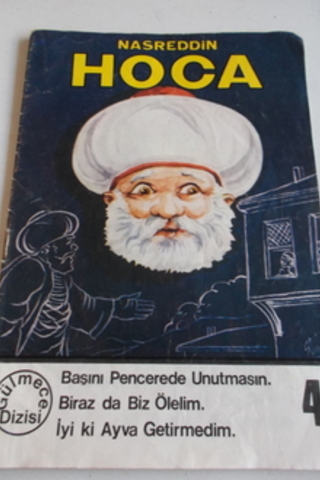 NASREDDİN
HOCA
Gülmece
Dizisi
Başını Pencerede Unutmasın.
Biraz da Biz Ölelim.
İyi ki Ayva Getirmedim.
4